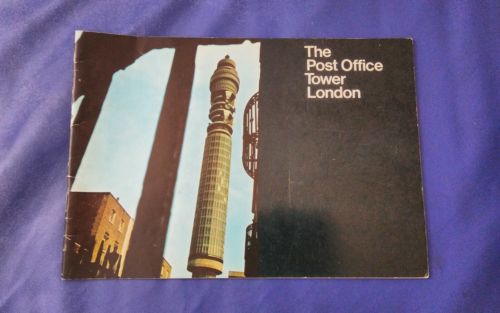 The
Post Office
Tower
London